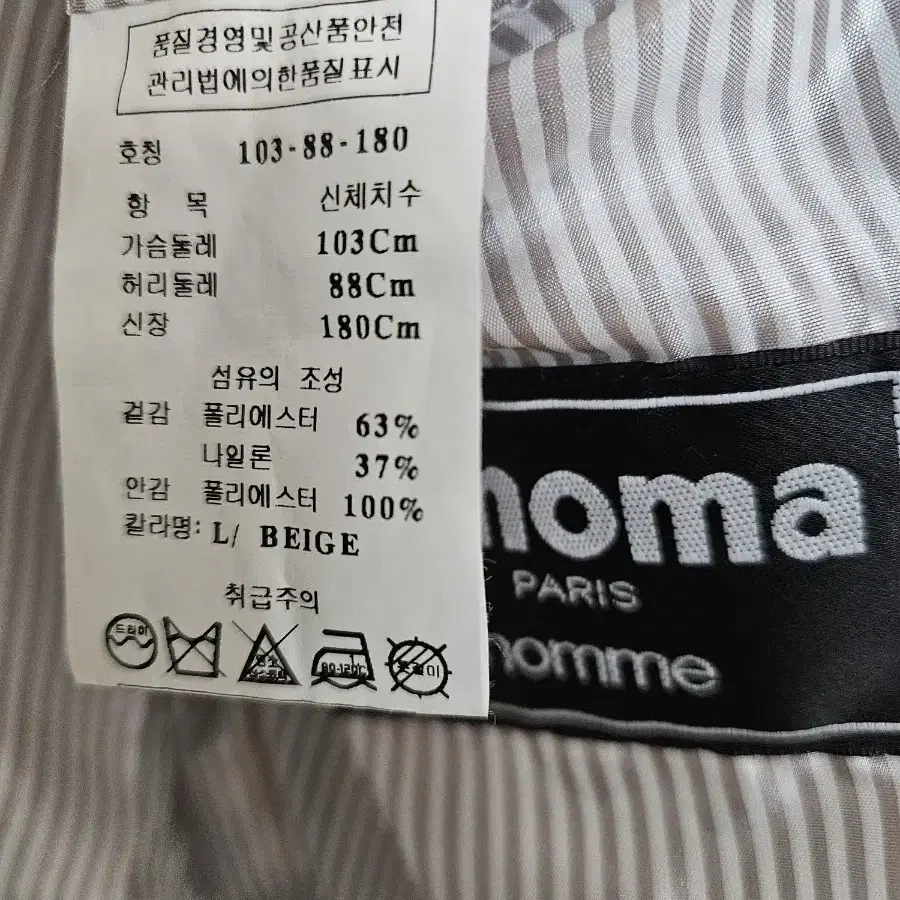 품질경영및공산품안전
관리법에의한품질표시
호칭 103-88-180
항 목 신체치수
가슴둘레 103Cm
허리둘레 88Cm
신장 180Cm
섬유의 조성
겉감 폴리에스터 63%
나일론 37%
안감 폴리에스터 100%
칼라명: L/ BEIGE
취급주의
드라이
80-120℃
noma
PARIS
homme